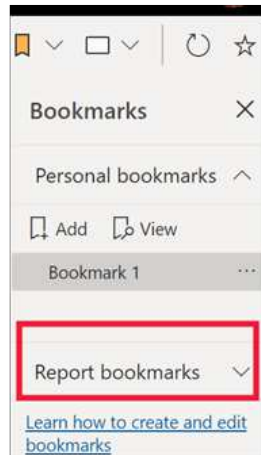 Bookmarks
Personal bookmarks
Add View
Bookmark 1
Report bookmarks
Learn how to create and edit
bookmarks